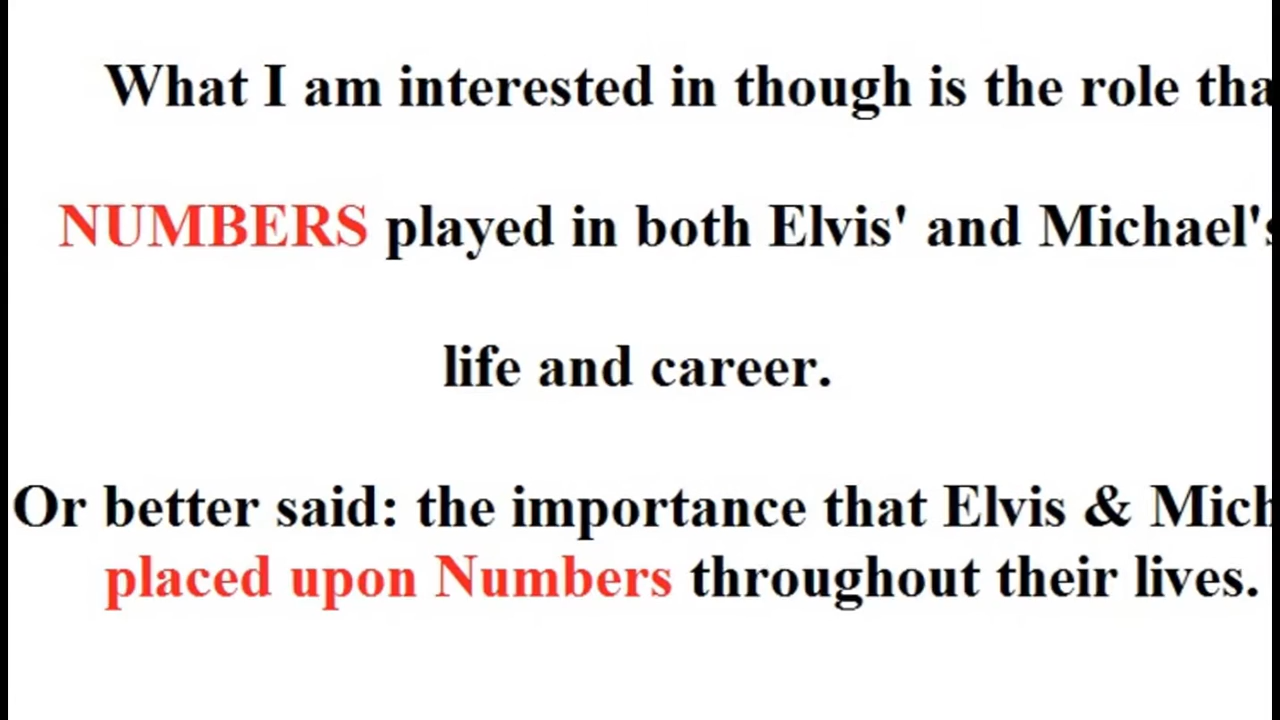 What I am interested in though is the role tha
NUMBERS played in both Elvis' and Michael's
life and career.
Or better said: the importance that Elvis & Mich
placed upon Numbers throughout their lives.